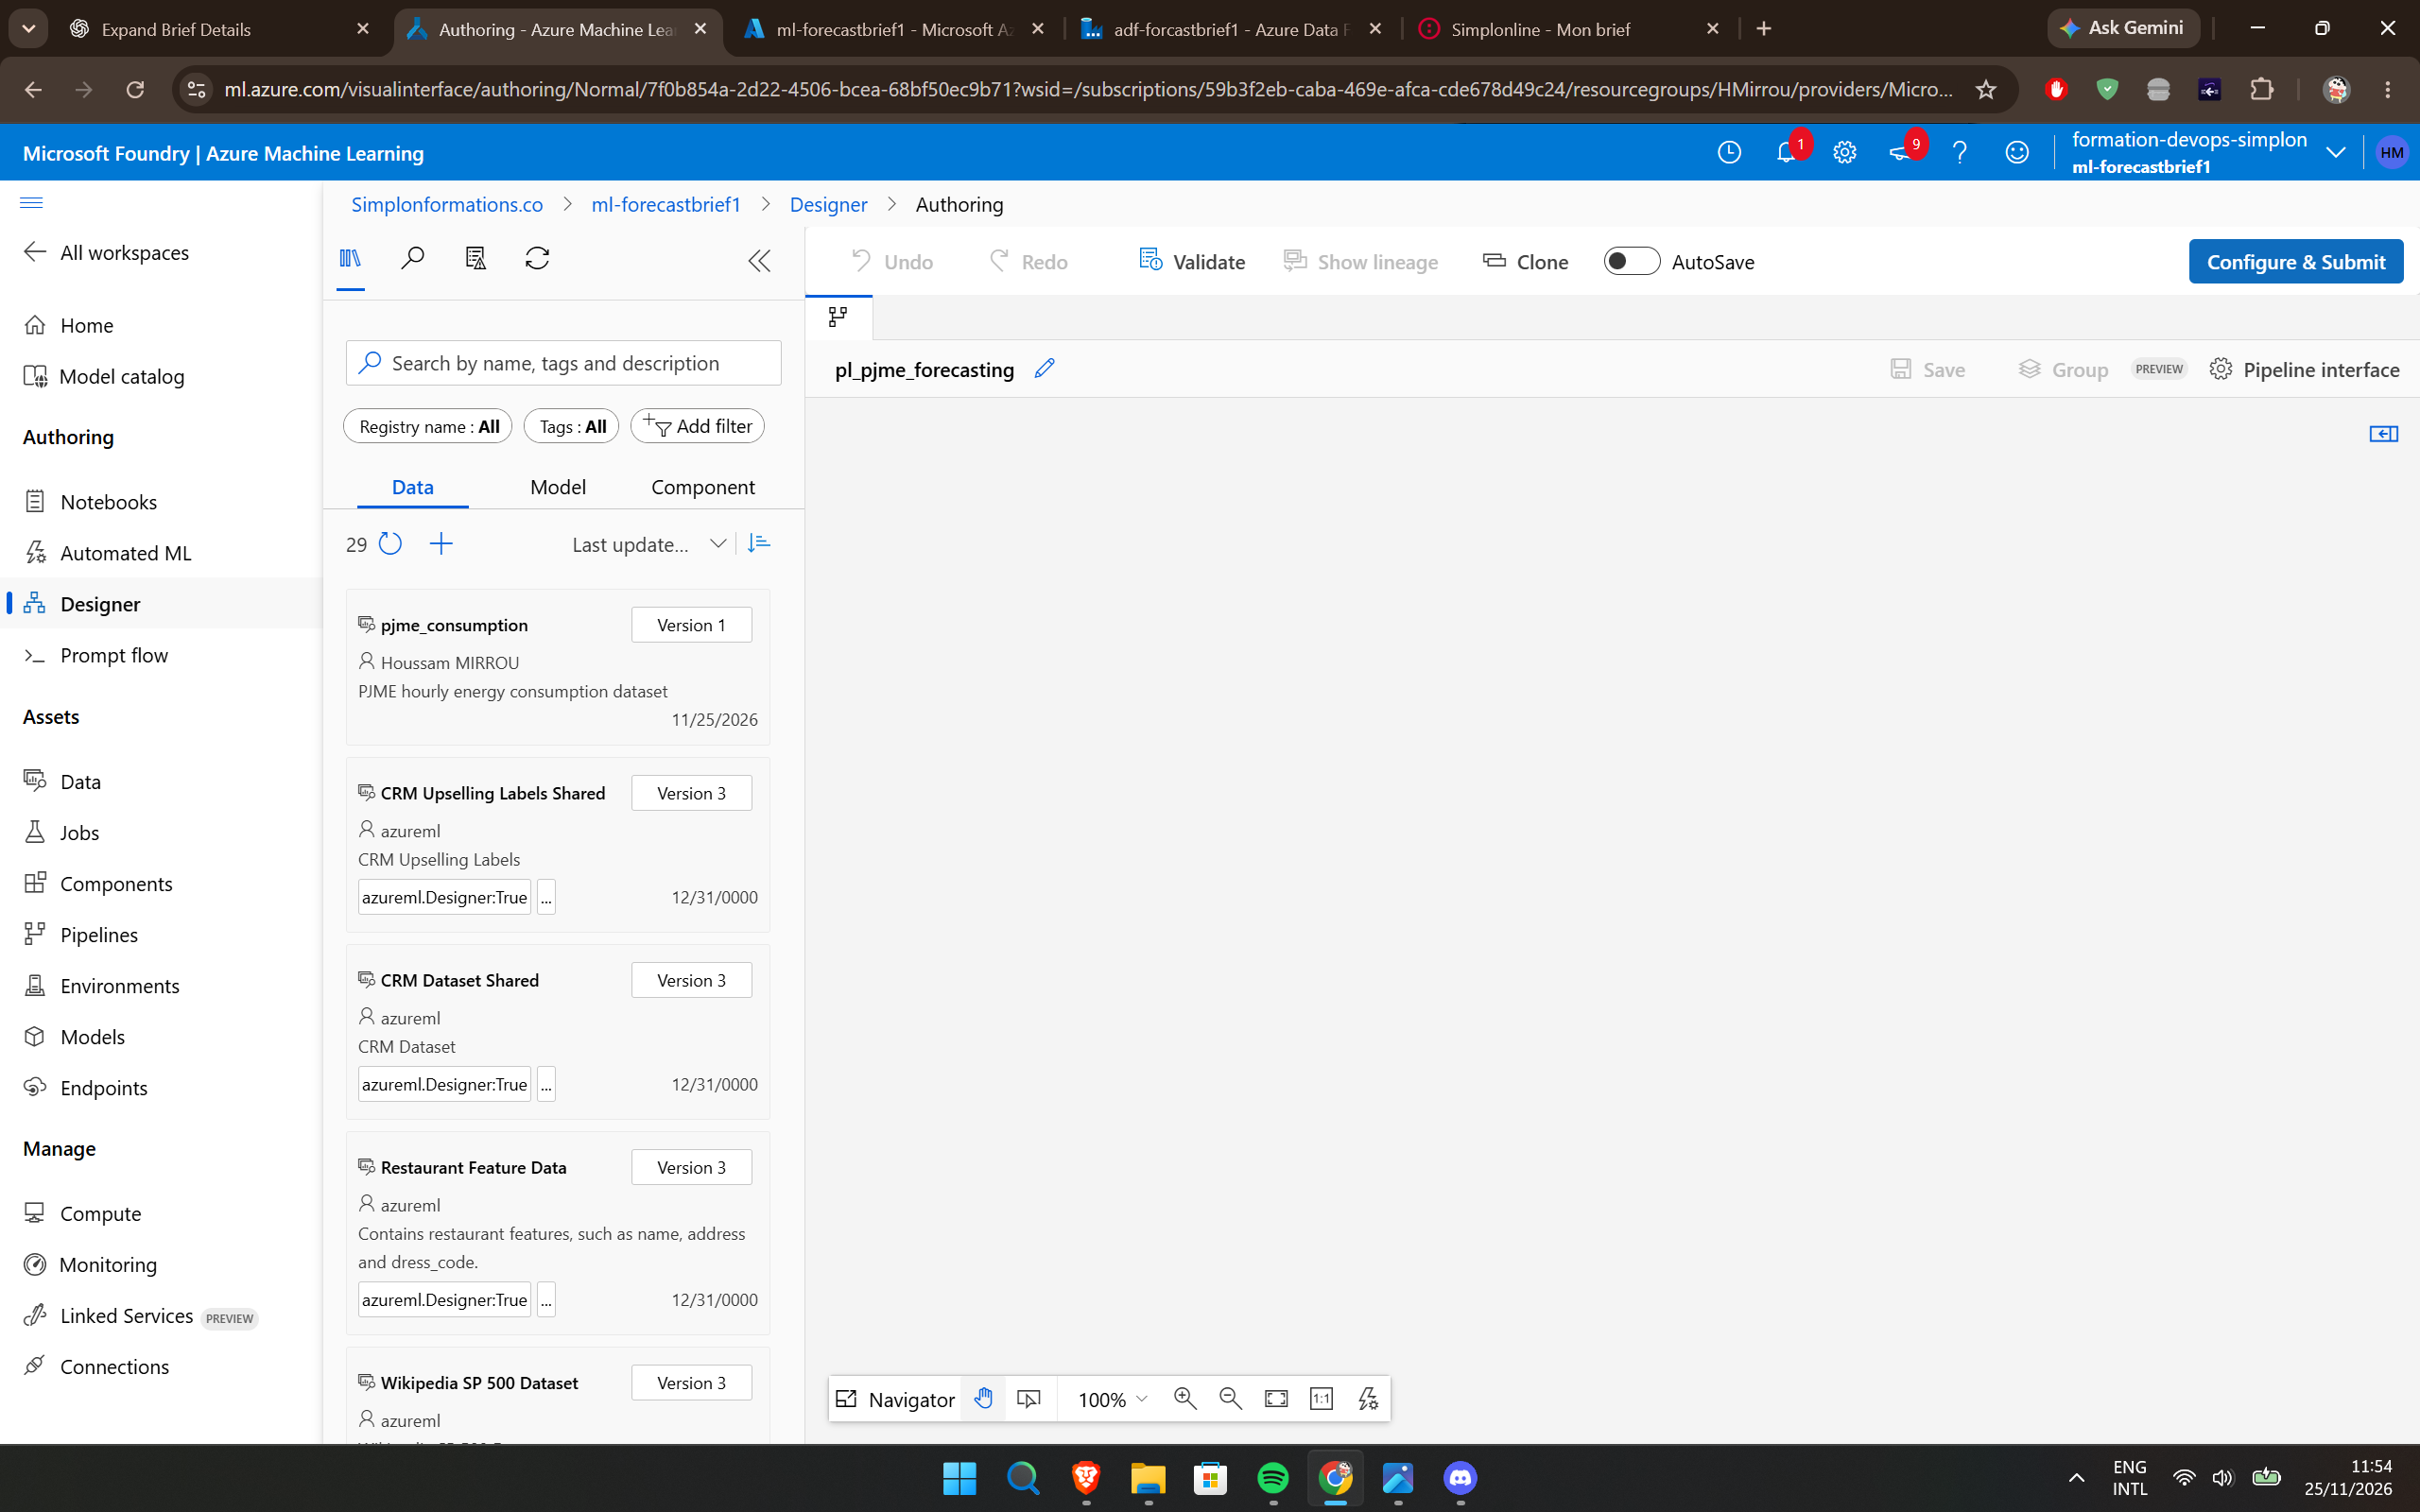 Expand Brief Details
Authoring - Azure Machine Lea
ml-forecastbrief1 - Microsoft Az
adf-forcastbrief1 - Azure Data F
Simplonline - Mon brief
Ask Gemini
ml.azure.com/visualinterface/authoring/Normal/7f0b854a-2d22-4506-bcea-68bf50ec9b71?wsid=/subscriptions/59b3f2eb-caba-469e-afca-cde678d49c24/resourcegroups/HMirrou/providers/Micro...
Microsoft Foundry | Azure Machine Learning
1
9
formation-devops-simplon
ml-forecastbrief1
HM
All workspaces
Home
Model catalog
Authoring
Notebooks
Automated ML
Designer
Prompt flow
Assets
Data
Jobs
Components
Pipelines
Environments
Models
Endpoints
Manage
Compute
Monitoring
Linked Services PREVIEW
Connections
Simplonformations.co > ml-forecastbrief1 > Designer > Authoring
Search by name, tags and description
Registry name : All
Tags : All
Add filter
Data
Model
Component
29
Last update...
pjme_consumption
Version 1
Houssam MIRROU
PJME hourly energy consumption dataset
11/25/2026
CRM Upselling Labels Shared
Version 3
azureml
CRM Upselling Labels
azureml.Designer:True
...
12/31/0000
CRM Dataset Shared
Version 3
azureml
CRM Dataset
azureml.Designer:True
...
12/31/0000
Restaurant Feature Data
Version 3
azureml
Contains restaurant features, such as name, address
and dress_code.
azureml.Designer:True
...
12/31/0000
Wikipedia SP 500 Dataset
Version 3
azureml
Undo
Redo
Validate
Show lineage
Clone
AutoSave
Configure & Submit
pl_pjme_forecasting
Save
Group
PREVIEW
Pipeline interface
Navigator
100%
1:1
ENG
INTL
11:54
25/11/2026